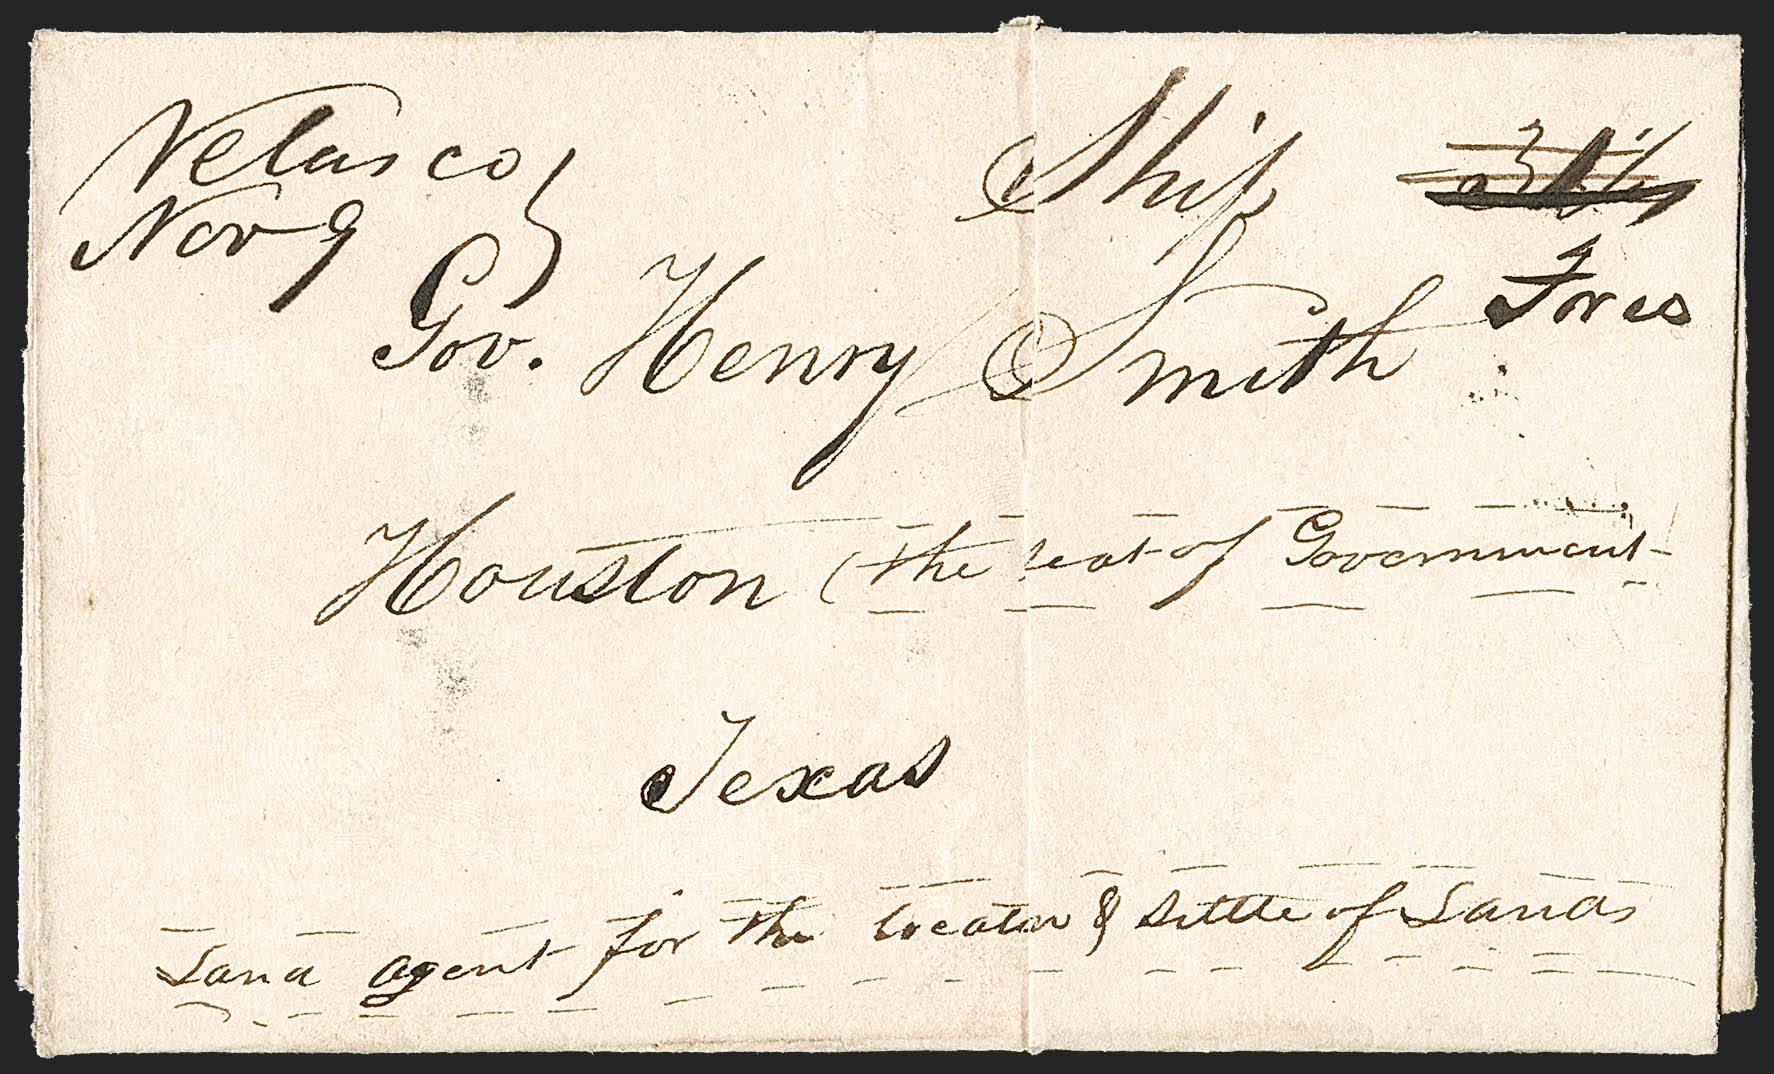 Velasco
Nov 9
Ship
Free
Gov. Henry Smith
Houston (the seat of Government
Texas
Land agent for the locater & settle of Lands